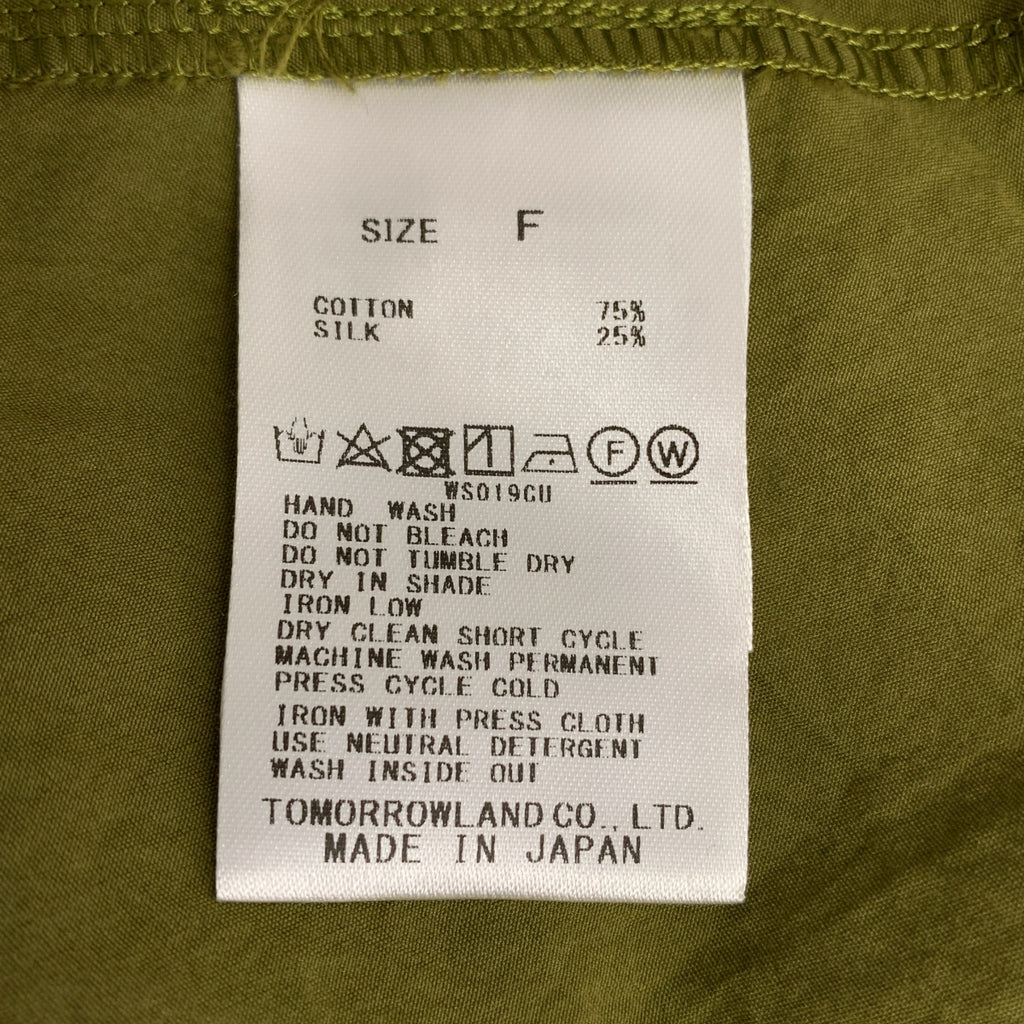 SIZE F
COTTON 75%
SILK 25%
F W
WS019CU
HAND WASH
DO NOT BLEACH
DO NOT TUMBLE DRY
DRY IN SHADE
IRON LOW
DRY CLEAN SHORT CYCLE
MACHINE WASH PERMANENT
PRESS CYCLE COLD
IRON WITH PRESS CLOTH
USE NEUTRAL DETERGENT
WASH INSIDE OUT
TOMORROWLAND CO., LTD.
MADE IN JAPAN